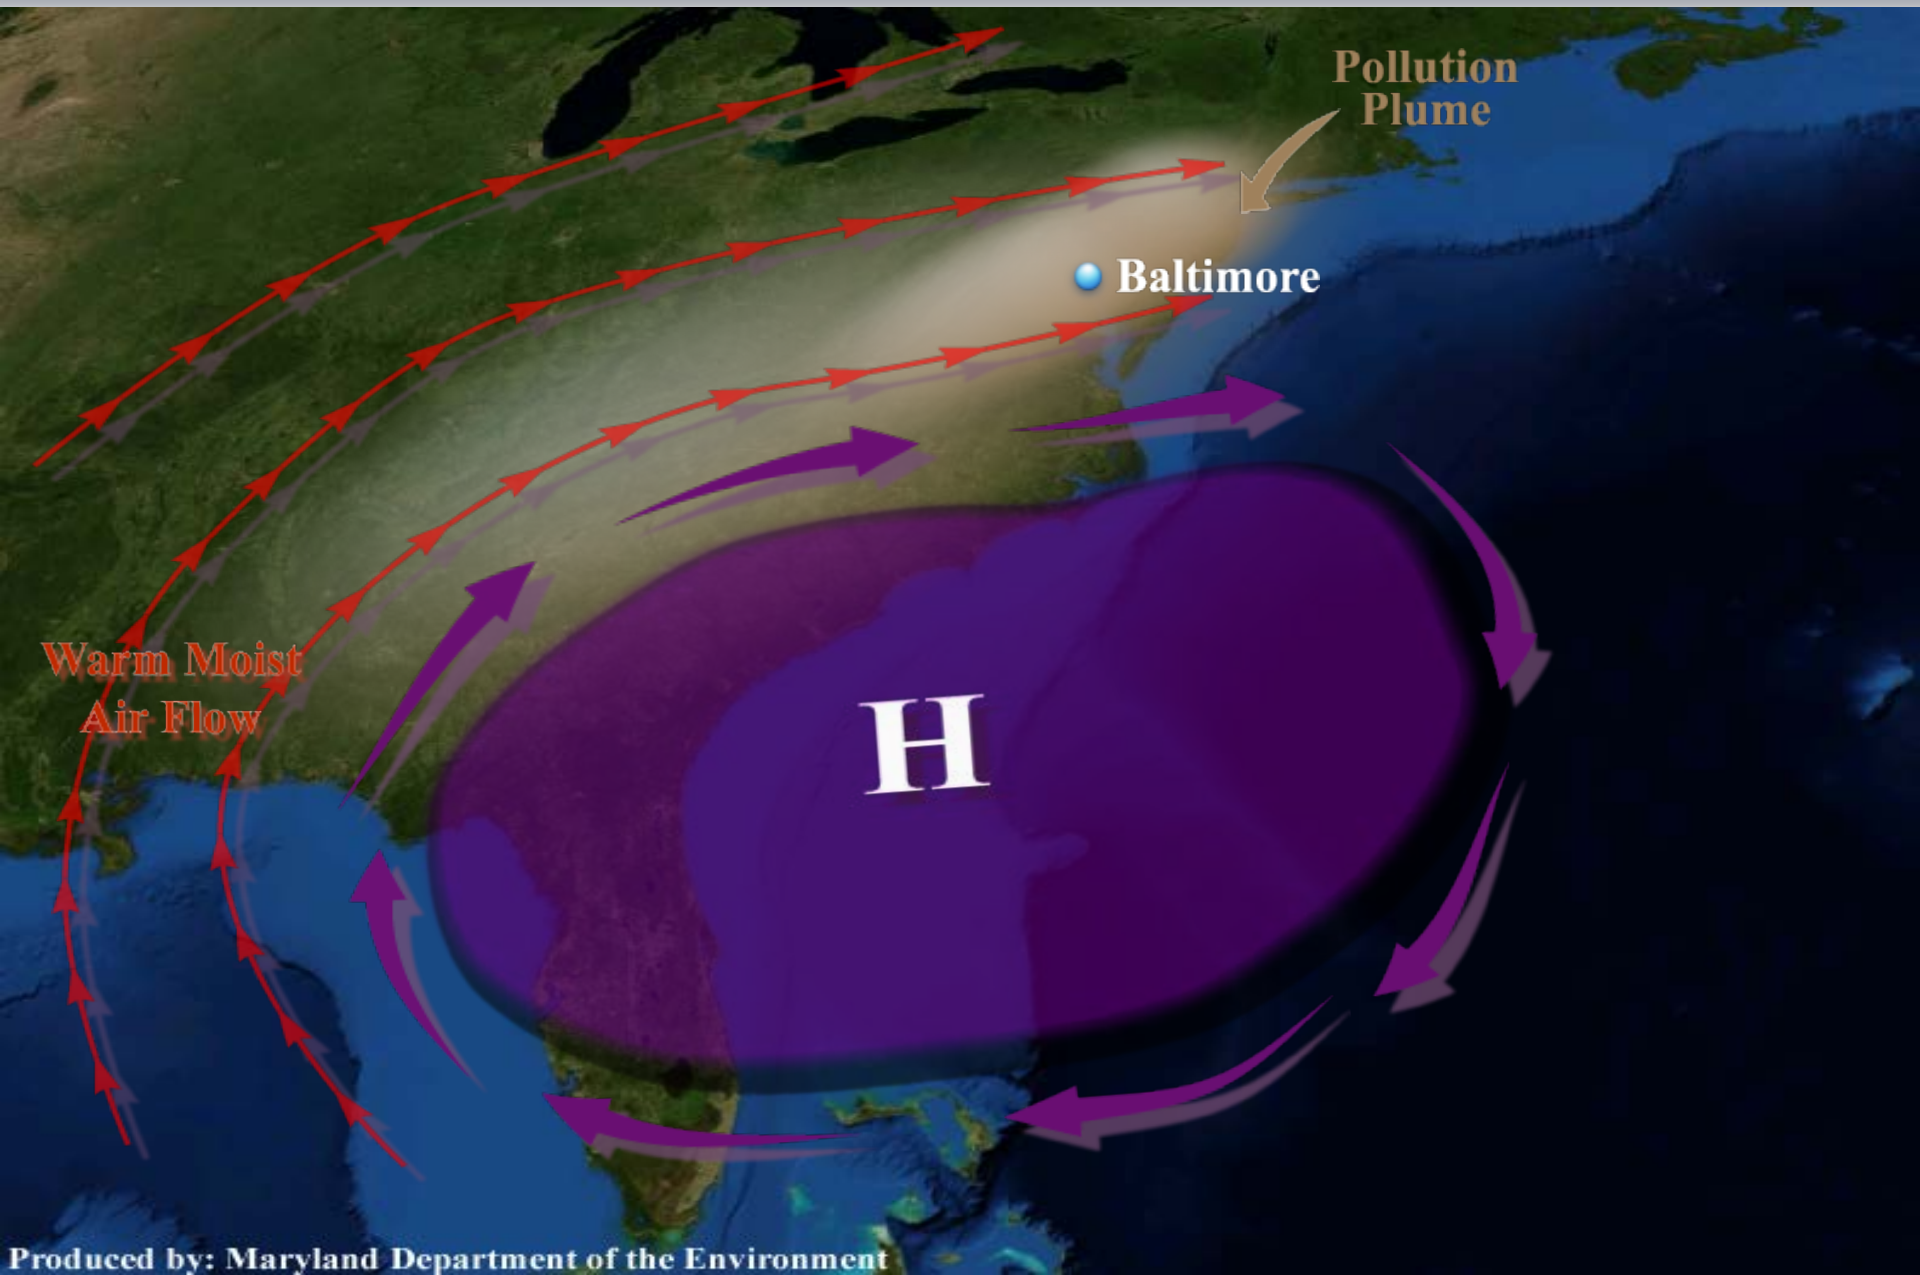 Pollution
Plume
Baltimore
Warm Moist
Air Flow
H
Produced by: Maryland Department of the Environment